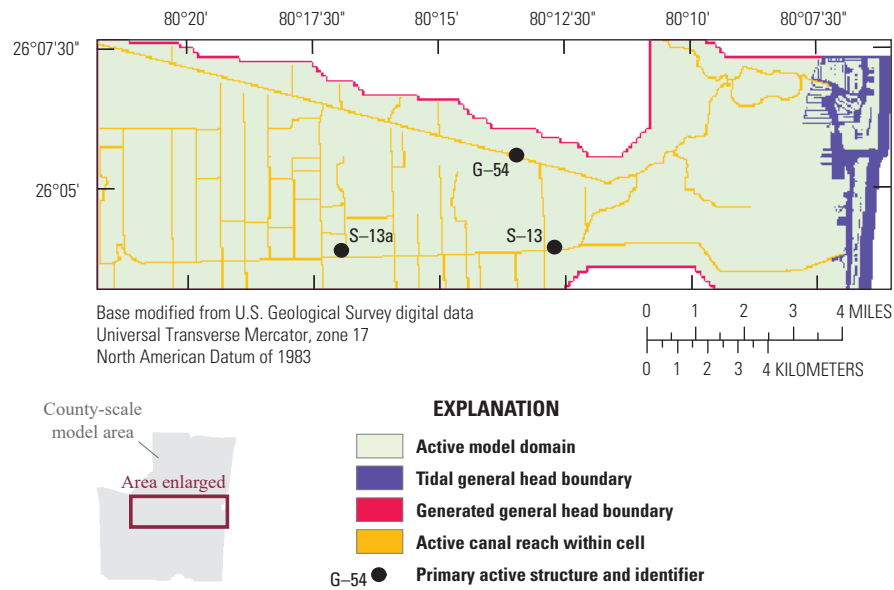 80°20' 80°17'30" 80°15' 80°12'30" 80°10' 80°07'30"
26°07'30"
G–54
26°05'
S–13a
S–13
Base modified from U.S. Geological Survey digital data
Universal Transverse Mercator, zone 17
North American Datum of 1983
0 1 2 3 4 MILES
0 1 2 3 4 KILOMETERS
County-scale
model area
Area enlarged
EXPLANATION
Active model domain
Tidal general head boundary
Generated general head boundary
Active canal reach within cell
G–54 Primary active structure and identifier